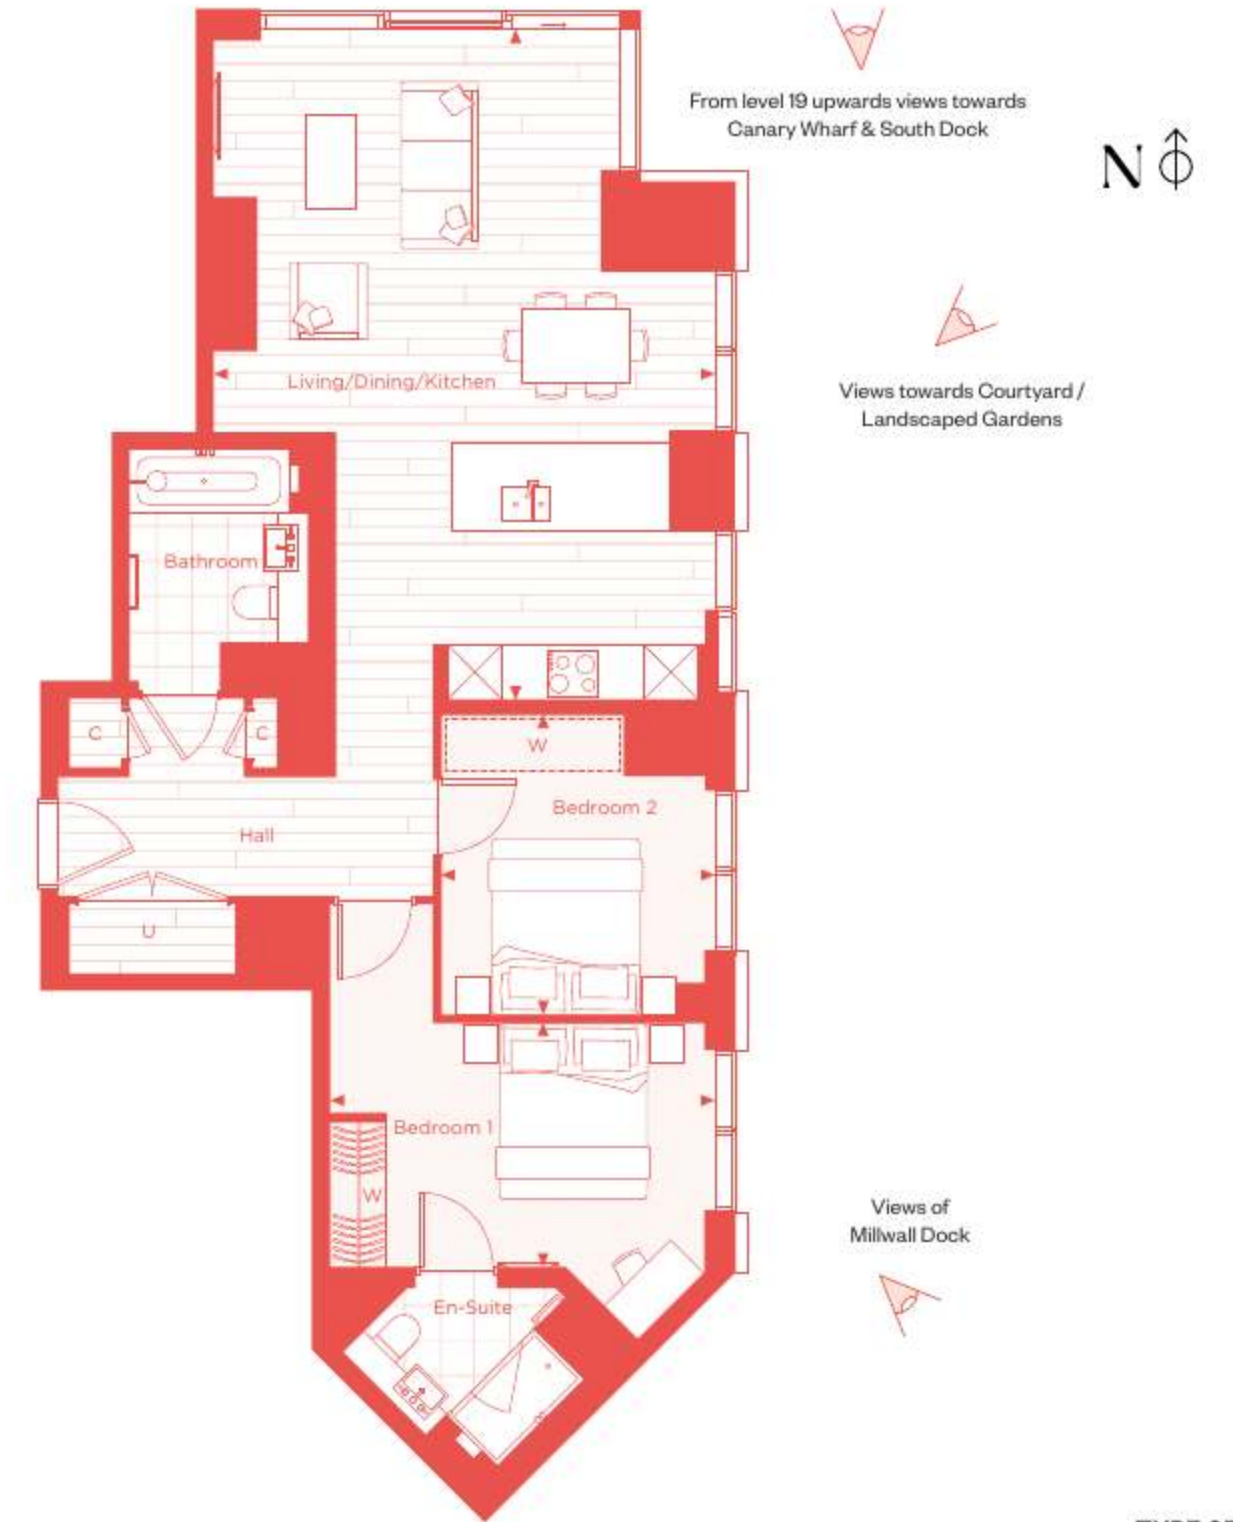 From level 19 upwards views towards
Canary Wharf & South Dock
N
Views towards Courtyard /
Landscaped Gardens
Living/Dining/Kitchen
Bathroom
C
C
W
Bedroom 2
Hall
U
Bedroom 1
W
Views of
Millwall Dock
En-Suite